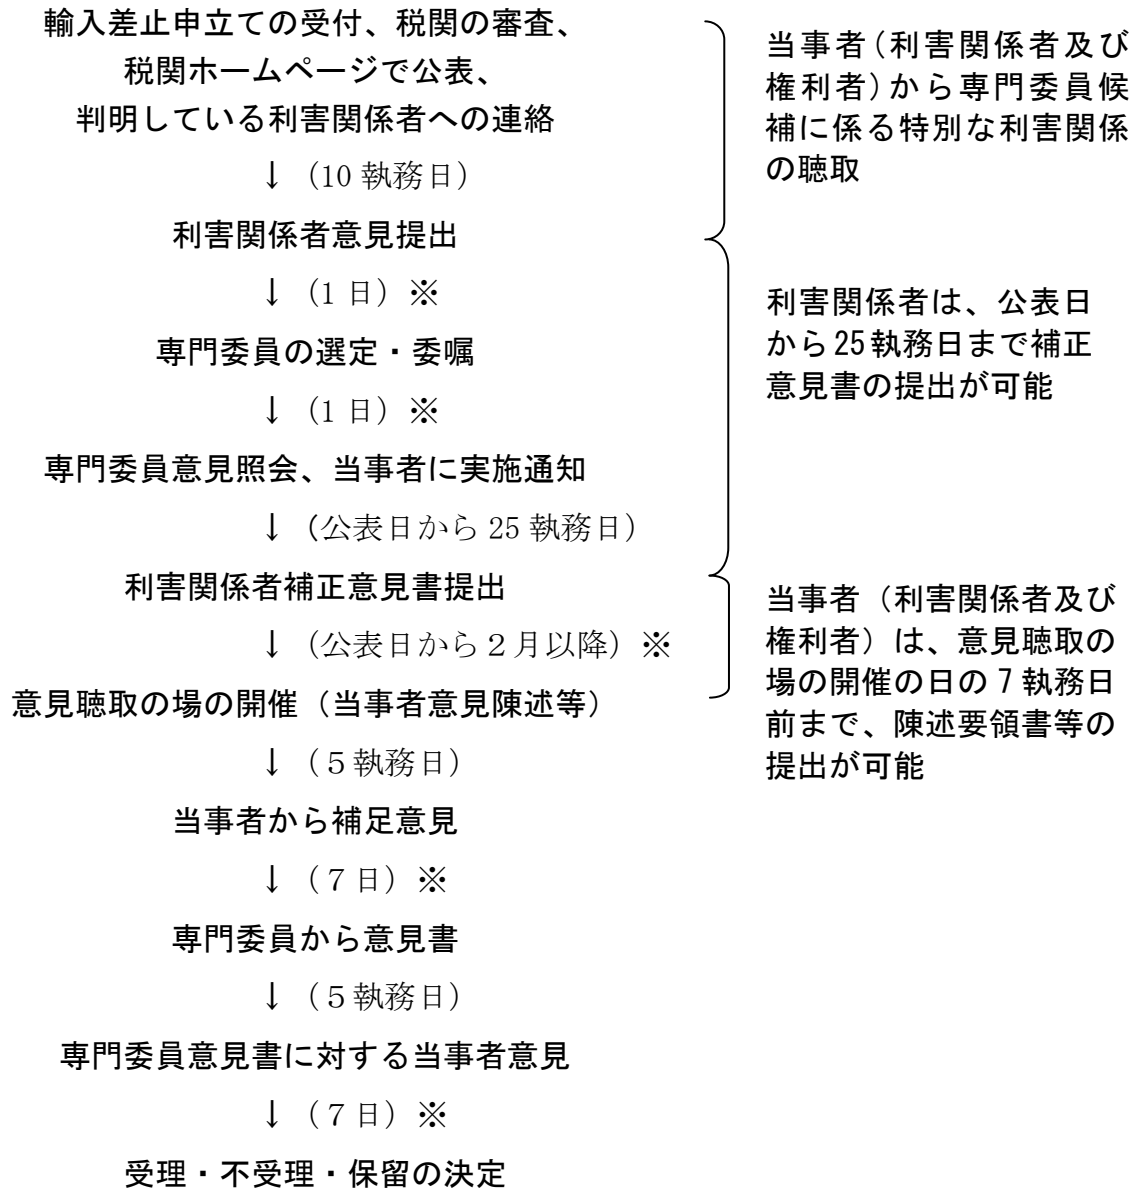 輸入差止申立ての受付、税関の審査、
税関ホームページで公表、
判明している利害関係者への連絡
↓（10 執務日）
利害関係者意見提出
↓（1 日）※
専門委員の選定・委嘱
↓（1 日）※
専門委員意見照会、当事者に実施通知
↓（公表日から 25 執務日）
利害関係者補正意見書提出
↓（公表日から２月以降）※
意見聴取の場の開催（当事者意見陳述等）
↓（５執務日）
当事者から補足意見
↓（７日）※
専門委員から意見書
↓（５執務日）
専門委員意見書に対する当事者意見
↓（７日）※
受理・不受理・保留の決定
当事者（利害関係者及び
権利者）から専門委員候
補に係る特別な利害関係
の聴取
利害関係者は、公表日
から 25 執務日まで補正
意見書の提出が可能
当事者（利害関係者及び
権利者）は、意見聴取の
場の開催の日の 7 執務日
前まで、陳述要領書等の
提出が可能